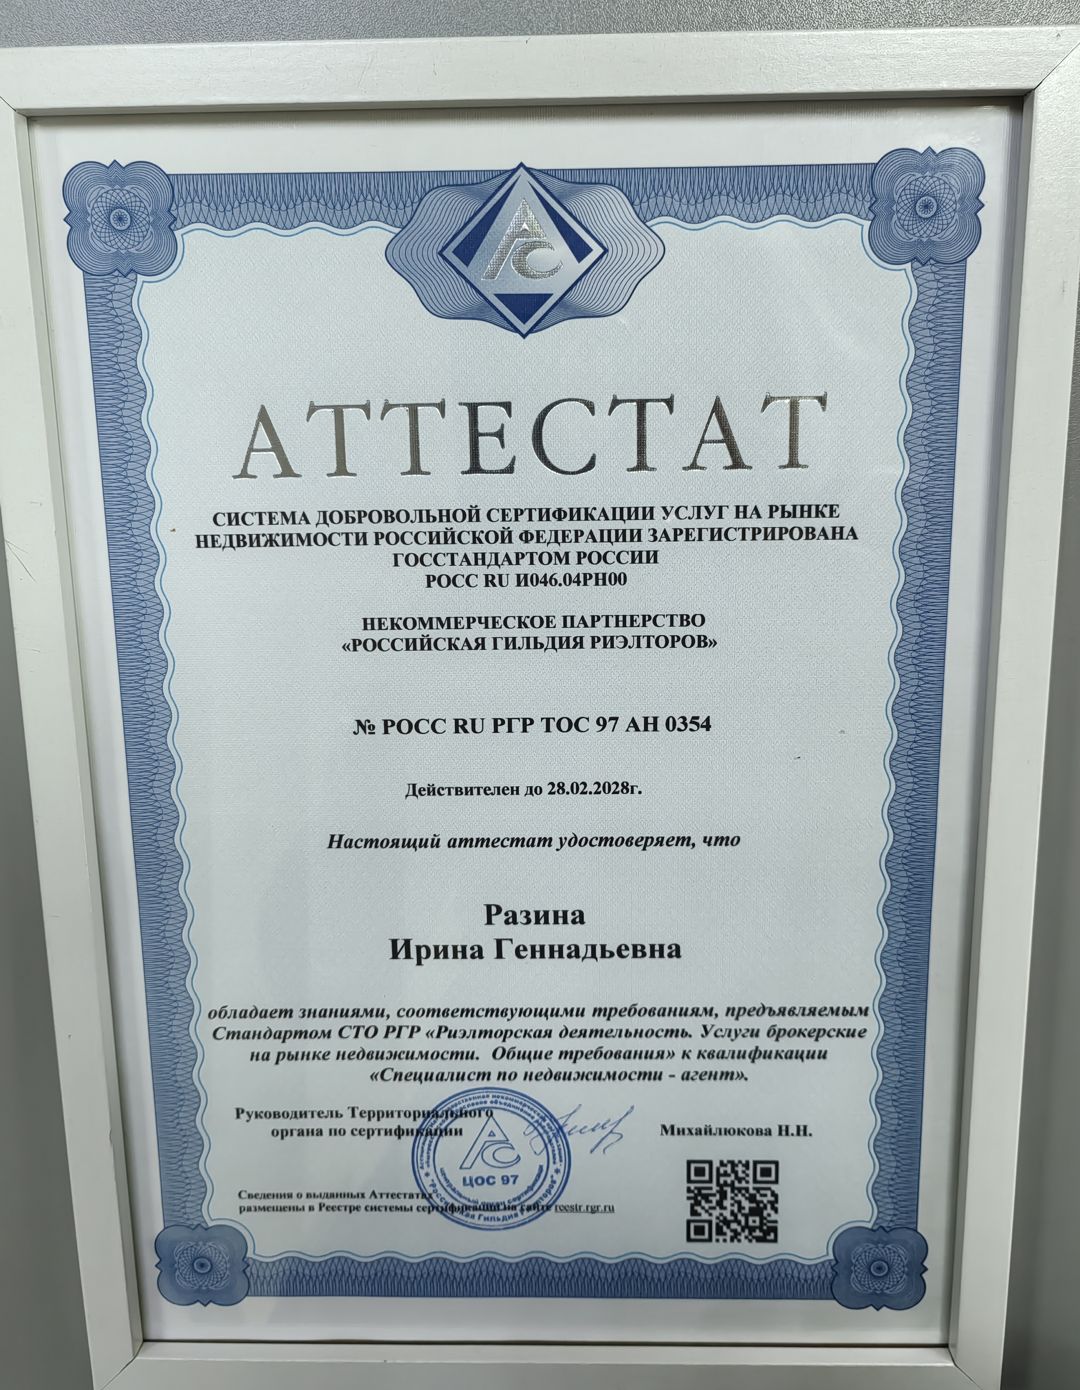 АС
АТТЕСТАТ
СИСТЕМА ДОБРОВОЛЬНОЙ СЕРТИФИКАЦИИ УСЛУГ НА РЫНКЕ
НЕДВИЖИМОСТИ РОССИЙСКОЙ ФЕДЕРАЦИИ ЗАРЕГИСТРИРОВАНА
ГОССТАНДАРТОМ РОССИИ
РОСС RU И046.04РН00
НЕКОММЕРЧЕСКОЕ ПАРТНЕРСТВО
«РОССИЙСКАЯ ГИЛЬДИЯ РИЭЛТОРОВ»
№ РОСС RU РГР ТОС 97 АН 0354
Действителен до 28.02.2028г.
Настоящий аттестат удостоверяет, что
Разина
Ирина Геннадьевна
обладает знаниями, соответствующими требованиям, предъявляемым
Стандартом СТО РГР «Риэлторская деятельность. Услуги брокерские
на рынке недвижимости. Общие требования» к квалификации
«Специалист по недвижимости - агент».
Руководитель Территориального
органа по сертификации
Михайлюкова Н.Н.
АС
ЦОС 97
Сведения о выданных Аттестатах
размещены в Реестре системы сертификации на сайте reestr.rgr.ru